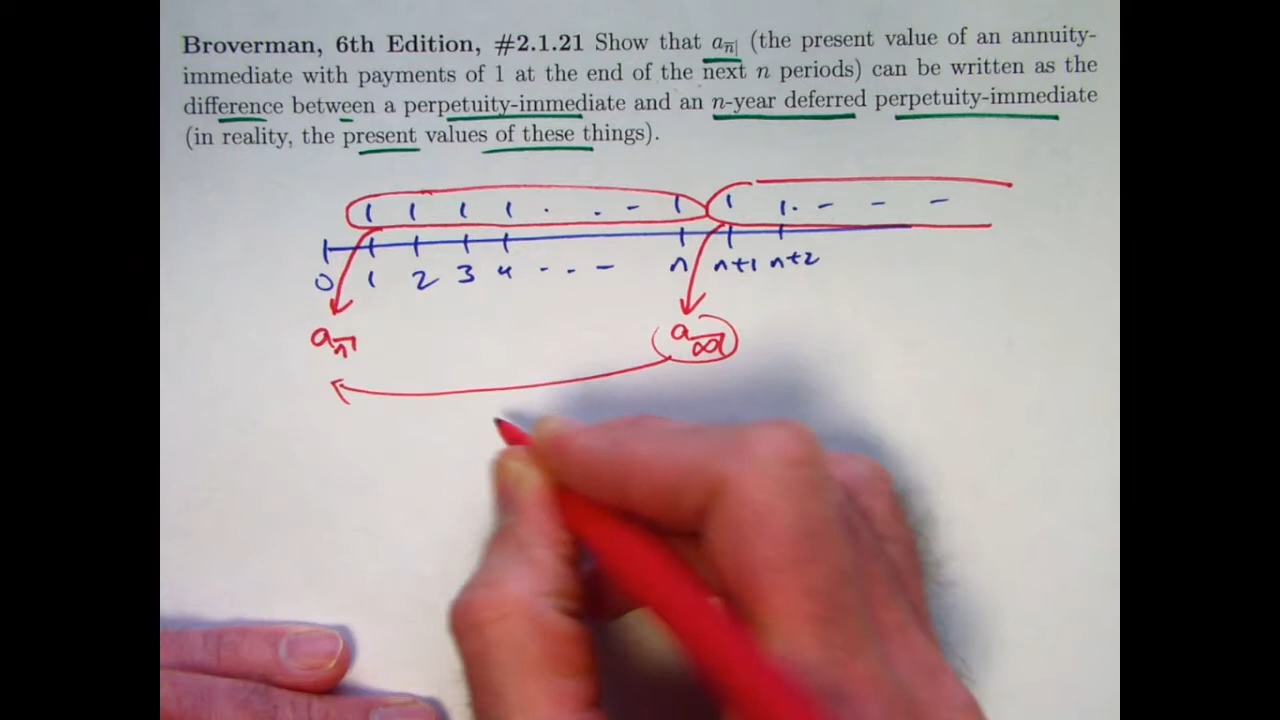 Broverman, 6th Edition, #2.1.21 Show that a_n̅| (the present value of an annuity-
immediate with payments of 1 at the end of the next n periods) can be written as the
difference between a perpetuity-immediate and an n-year deferred perpetuity-immediate
(in reality, the present values of these things).
1 1 1 1 . . - 1 1 1. - - -
0 1 2 3 4 - - - n n+1 n+2
a_n̅| a_∞̅|